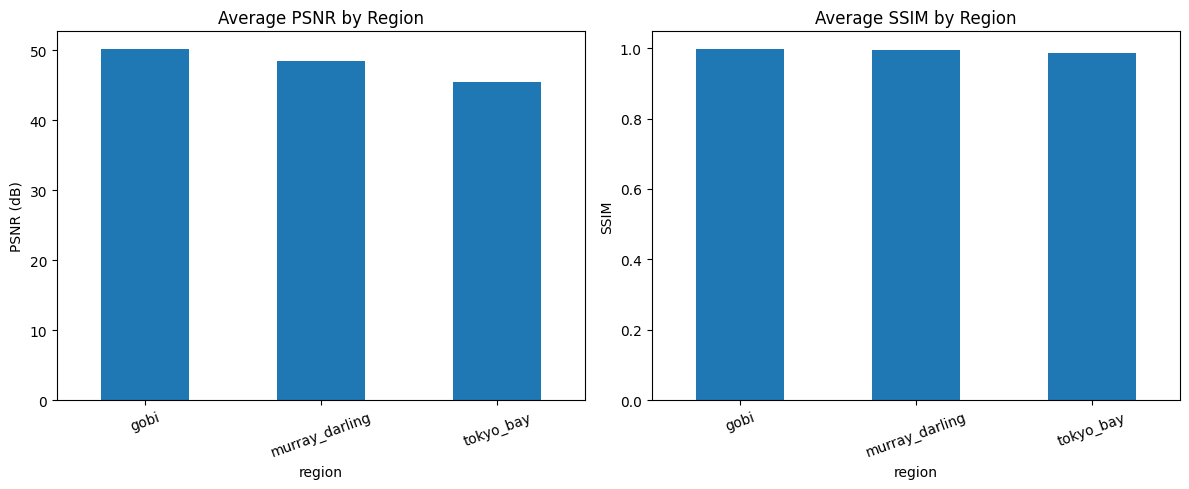 Average PSNR by Region
PSNR (dB)
50
40
30
20
10
0
gobi
murray_darling
tokyo_bay
region
Average SSIM by Region
SSIM
1.0
0.8
0.6
0.4
0.2
0.0
gobi
murray_darling
tokyo_bay
region